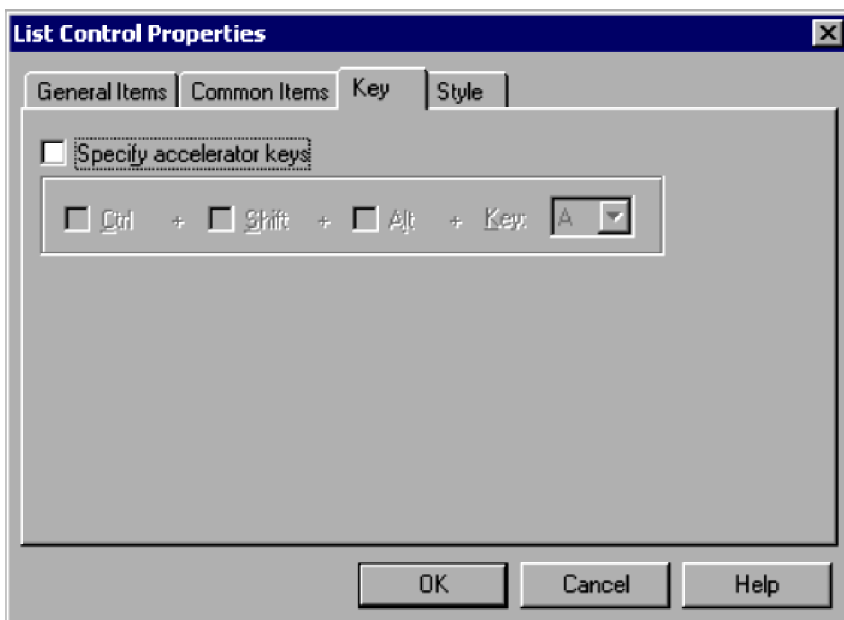 List Control Properties
General Items Common Items Key Style
Specify accelerator keys
Ctrl + Shift + Alt + Key: A
OK Cancel Help